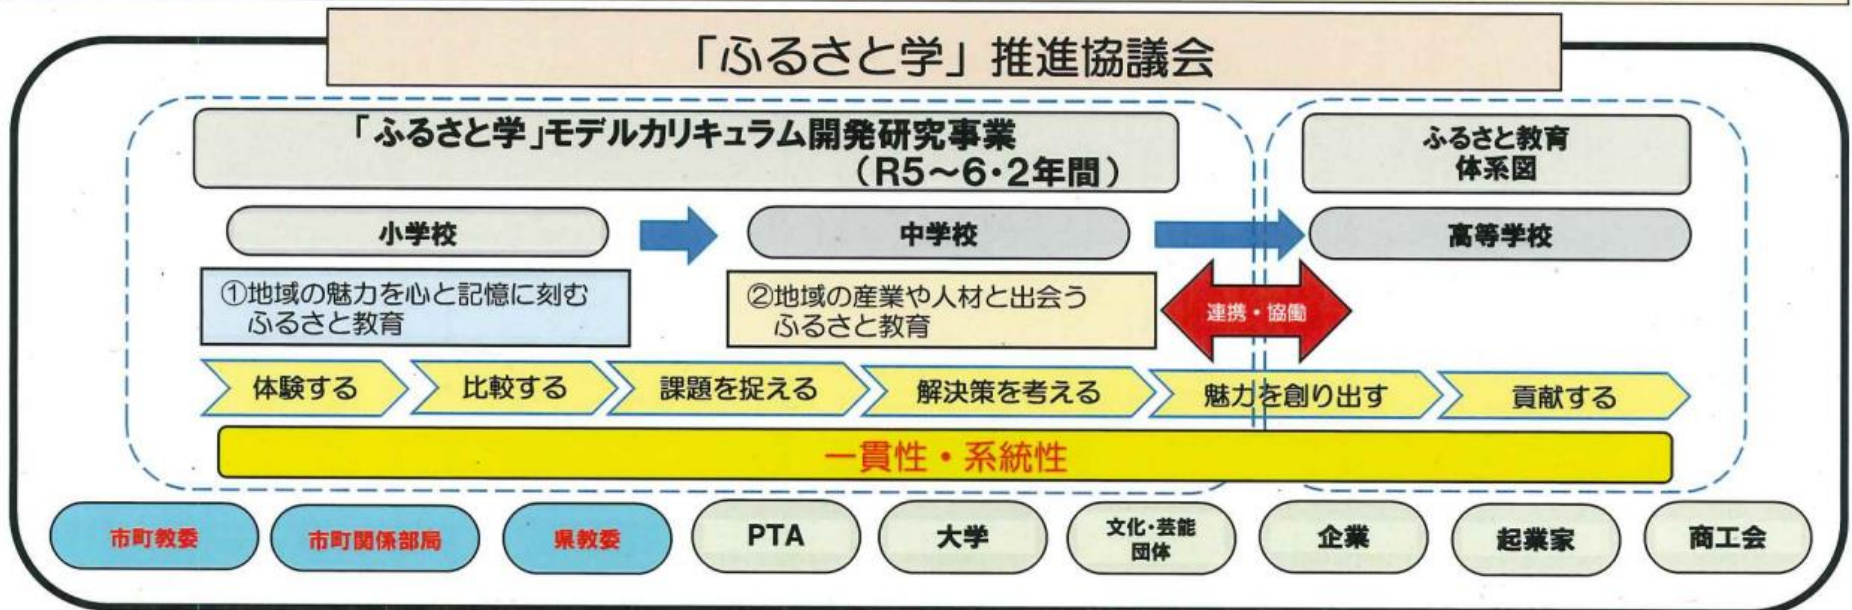 「ふるさと学」推進協議会
「ふるさと学」モデルカリキュラム開発研究事業
(R5～6・2年間)
ふるさと教育
体系図
小学校
中学校
高等学校
①地域の魅力を心と記憶に刻む
ふるさと教育
②地域の産業や人材と出会う
ふるさと教育
連携・協働
体験する
比較する
課題を捉える
解決策を考える
魅力を創り出す
貢献する
一貫性・系統性
市町教委
市町関係部局
県教委
PTA
大学
文化・芸能
団体
企業
起業家
商工会